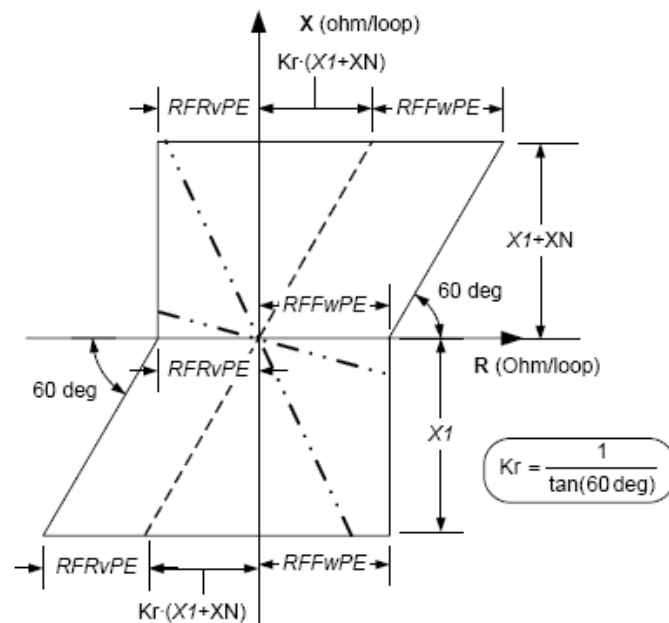 X (ohm/loop)
Kr·(X1+XN)
RFRvPE
RFFwPE
X1+XN
60 deg
RFFwPE
R (Ohm/loop)
RFRvPE
60 deg
X1
Kr = 1
tan(60 deg)
RFRvPE
RFFwPE
Kr·(X1+XN)